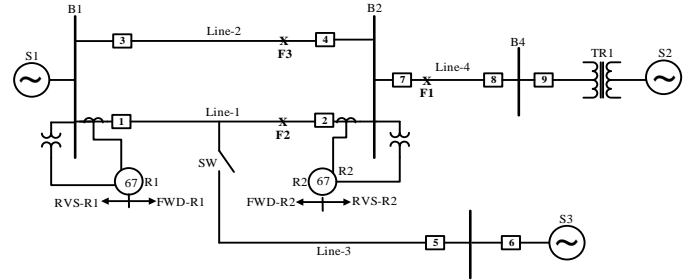 B1
B2
Line-2
3
4
S1
X
F3
B4
TR1
S2
7
X
F1
Line-4
8
9
Line-1
1
X
F2
2
SW
67
R1
R2
67
R2
RVS-R1
FWD-R1
FWD-R2
RVS-R2
S3
Line-3
5
6